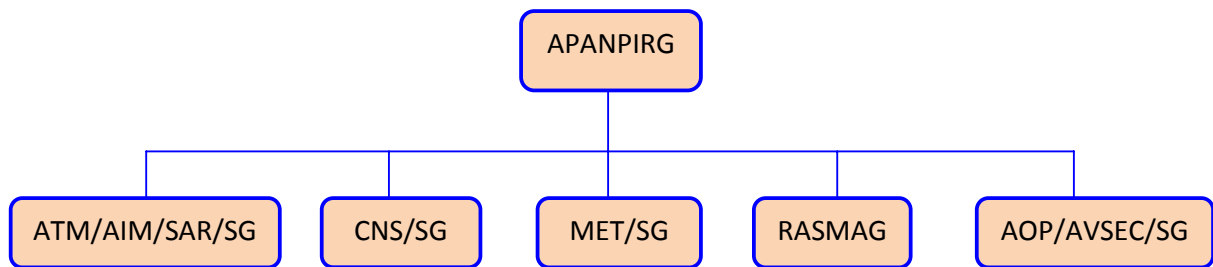 APANPIRG
ATM/AIM/SAR/SG
CNS/SG
MET/SG
RASMAG
AOP/AVSEC/SG